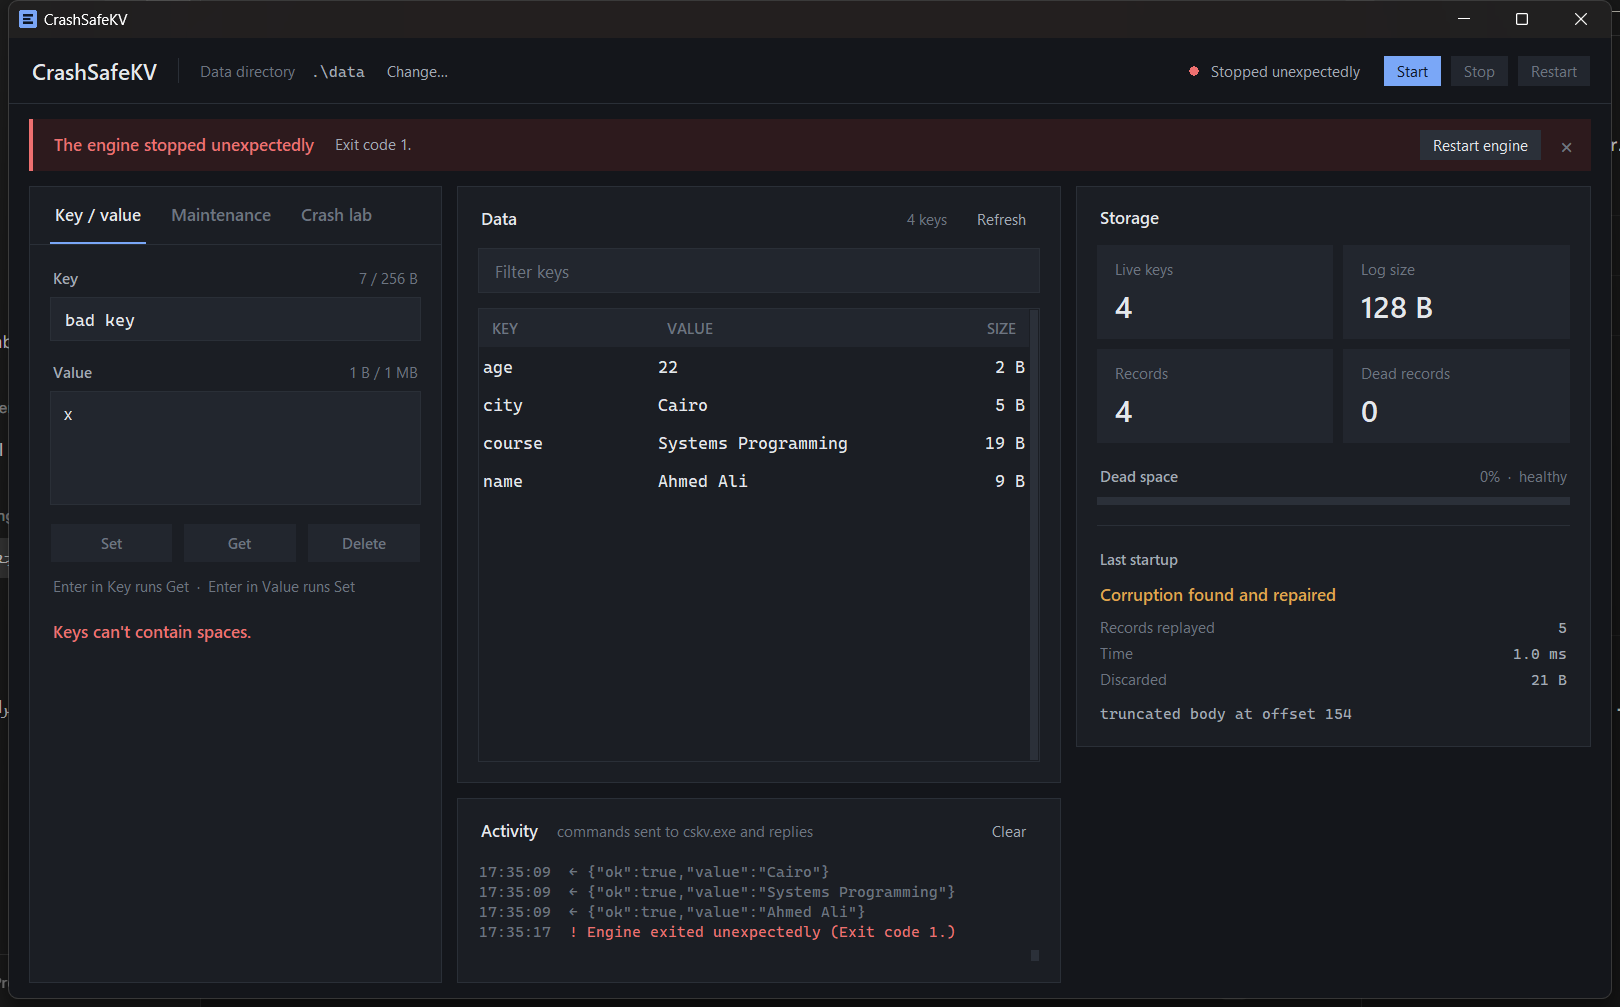 CrashSafeKV
CrashSafeKV
Data directory .\data Change...
Stopped unexpectedly
Start Stop Restart
The engine stopped unexpectedly Exit code 1.
Restart engine ×
Key / value Maintenance Crash lab
Key 7 / 256 B
bad key
Value 1 B / 1 MB
x
Set Get Delete
Enter in Key runs Get · Enter in Value runs Set
Keys can't contain spaces.
Data 4 keys Refresh
Filter keys
KEY VALUE SIZE
age 22 2 B
city Cairo 5 B
course Systems Programming 19 B
name Ahmed Ali 9 B
Activity commands sent to cskv.exe and replies Clear
17:35:09 ← {"ok":true,"value":"Cairo"}
17:35:09 ← {"ok":true,"value":"Systems Programming"}
17:35:09 ← {"ok":true,"value":"Ahmed Ali"}
17:35:17 ! Engine exited unexpectedly (Exit code 1.)
Storage
Live keys
4
Log size
128 B
Records
4
Dead records
0
Dead space 0% · healthy
Last startup
Corruption found and repaired
Records replayed 5
Time 1.0 ms
Discarded 21 B
truncated body at offset 154